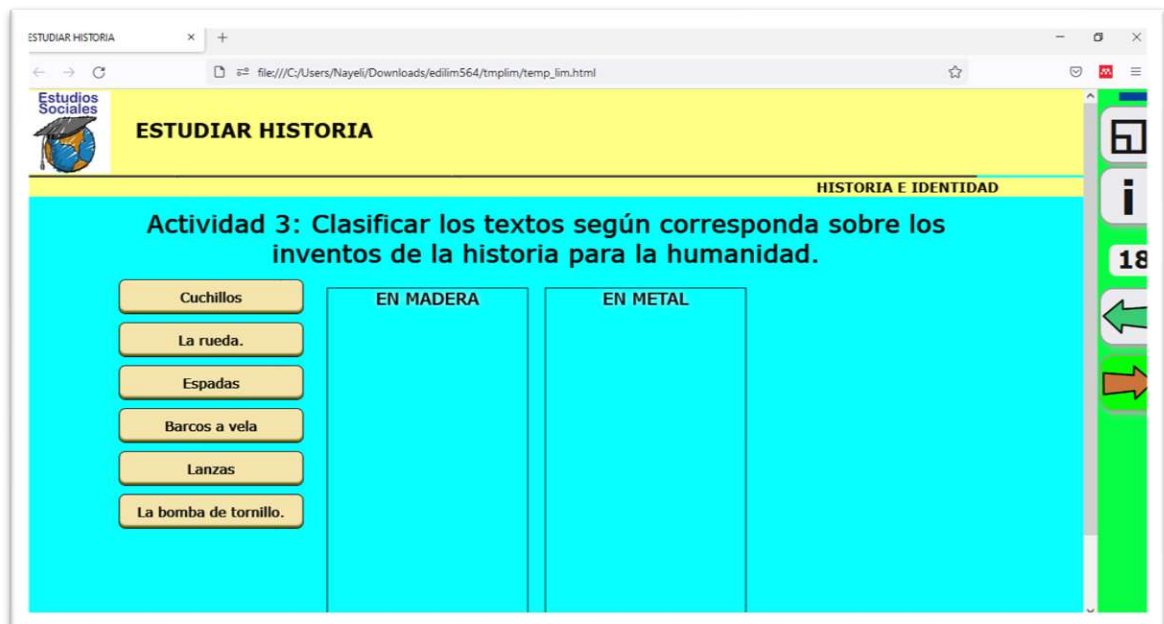 ESTUDIAR HISTORIA
file:///C:/Users/Nayeli/Downloads/edilim564/tmplim/temp_lim.html
Estudios
Sociales
ESTUDIAR HISTORIA
HISTORIA E IDENTIDAD
Actividad 3: Clasificar los textos según corresponda sobre los
inventos de la historia para la humanidad.
Cuchillos
La rueda.
Espadas
Barcos a vela
Lanzas
La bomba de tornillo.
EN MADERA
EN METAL
i
18